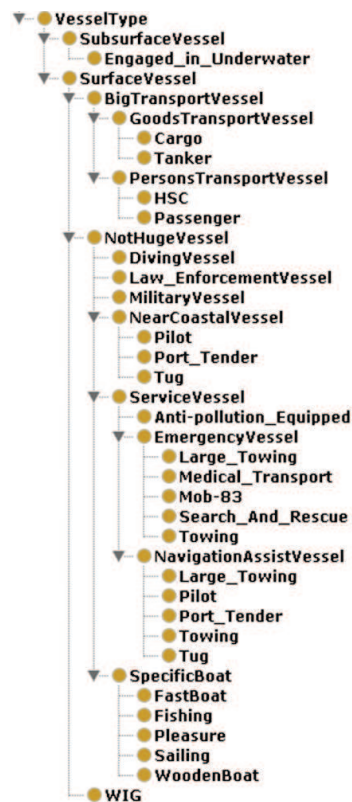 VesselType
SubsurfaceVessel
Engaged_in_Underwater
SurfaceVessel
BigTransportVessel
GoodsTransportVessel
Cargo
Tanker
PersonsTransportVessel
HSC
Passenger
NotHugeVessel
DivingVessel
Law_EnforcementVessel
MilitaryVessel
NearCoastalVessel
Pilot
Port_Tender
Tug
ServiceVessel
Anti-pollution_Equipped
EmergencyVessel
Large_Towing
Medical_Transport
Mob-83
Search_And_Rescue
Towing
NavigationAssistVessel
Large_Towing
Pilot
Port_Tender
Towing
Tug
SpecificBoat
FastBoat
Fishing
Pleasure
Sailing
WoodenBoat
WIG